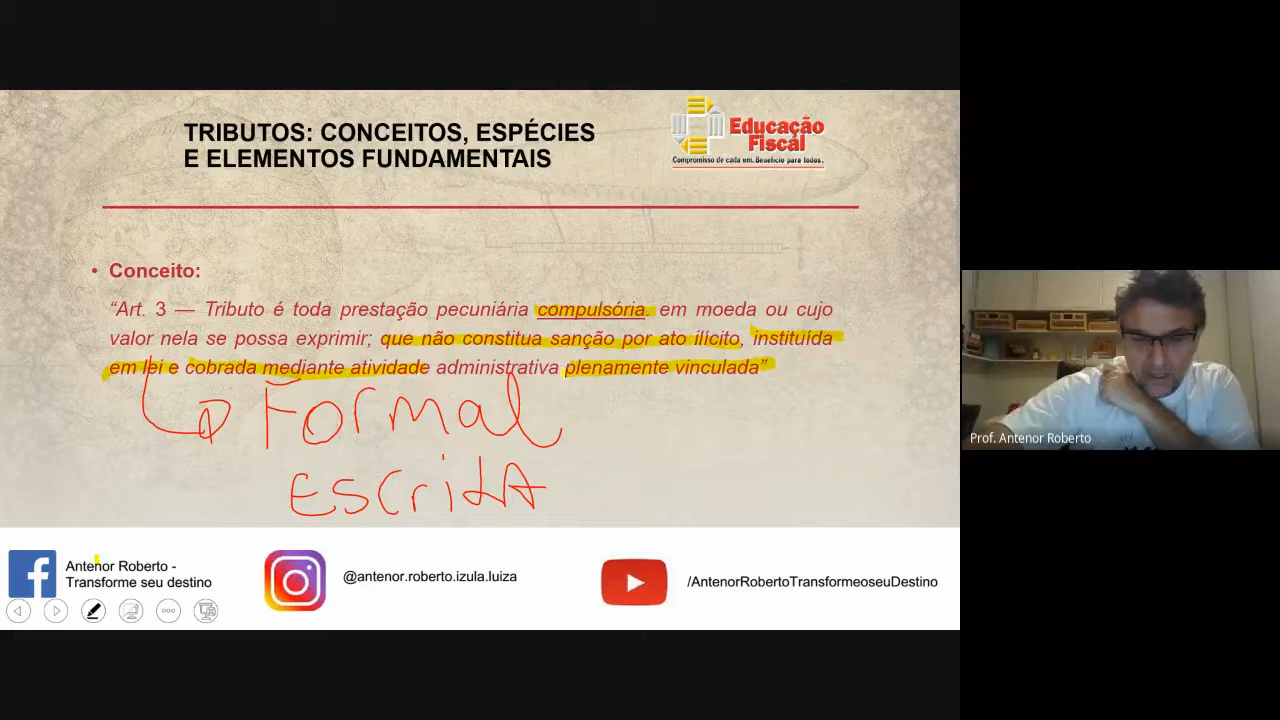 TRIBUTOS: CONCEITOS, ESPÉCIES
E ELEMENTOS FUNDAMENTAIS
Educação
Fiscal
Compromisso de cada um. Benefício para todos.
• Conceito:
“Art. 3 — Tributo é toda prestação pecuniária compulsória. em moeda ou cujo
valor nela se possa exprimir; que não constitua sanção por ato ilícito, instituída
em lei e cobrada mediante atividade administrativa plenamente vinculada”
Formal
Escrita
Antenor Roberto -
Transforme seu destino
@antenor.roberto.izula.luiza
/AntenorRobertoTransformeoseuDestino
Prof. Antenor Roberto